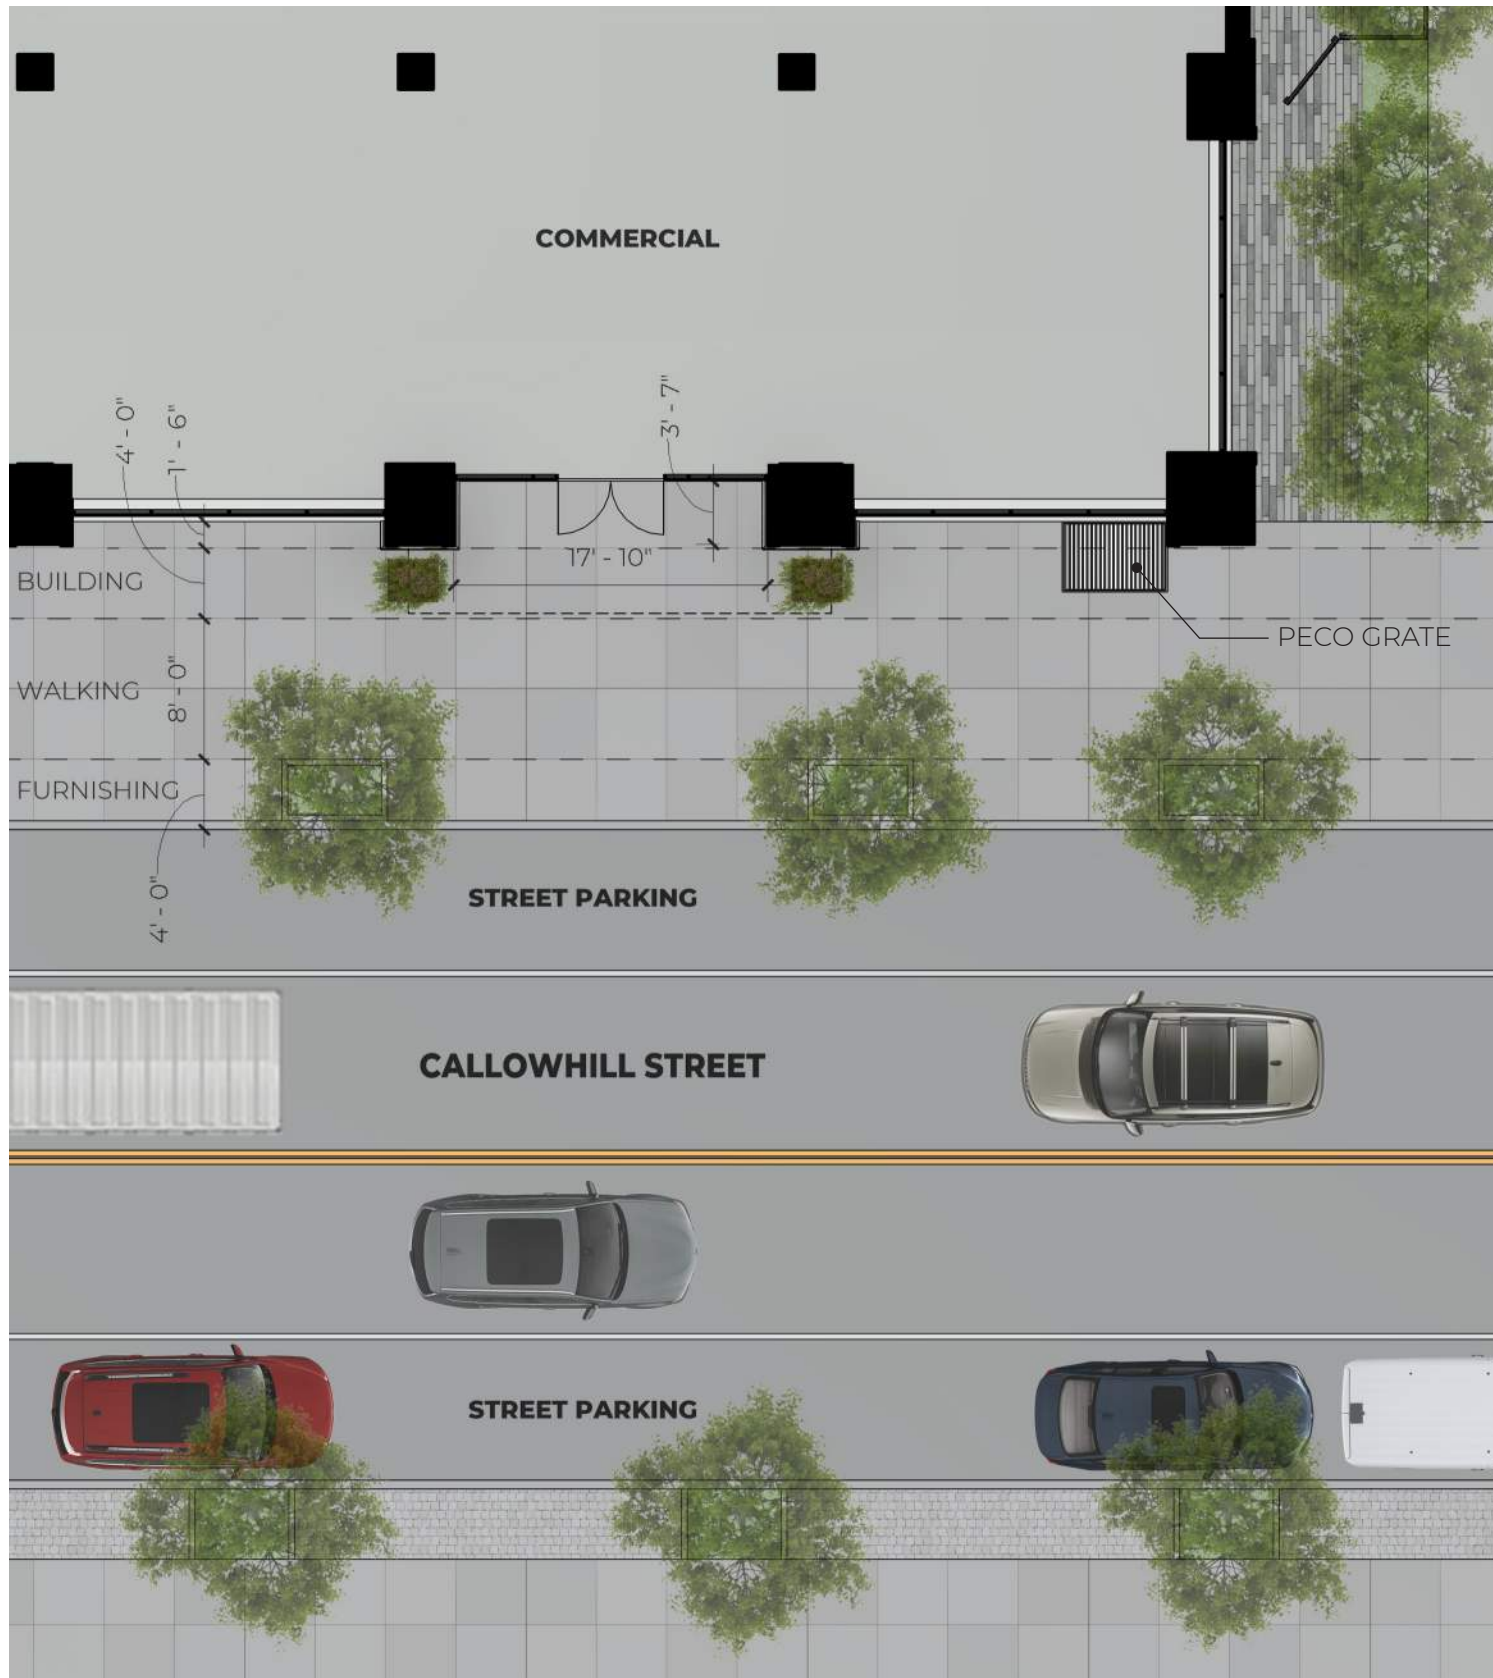 COMMERCIAL
4' - 0"
1' - 6"
3' - 7"
17' - 10"
BUILDING
PECO GRATE
WALKING
8' - 0"
FURNISHING
4' - 0"
STREET PARKING
CALLOWHILL STREET
STREET PARKING